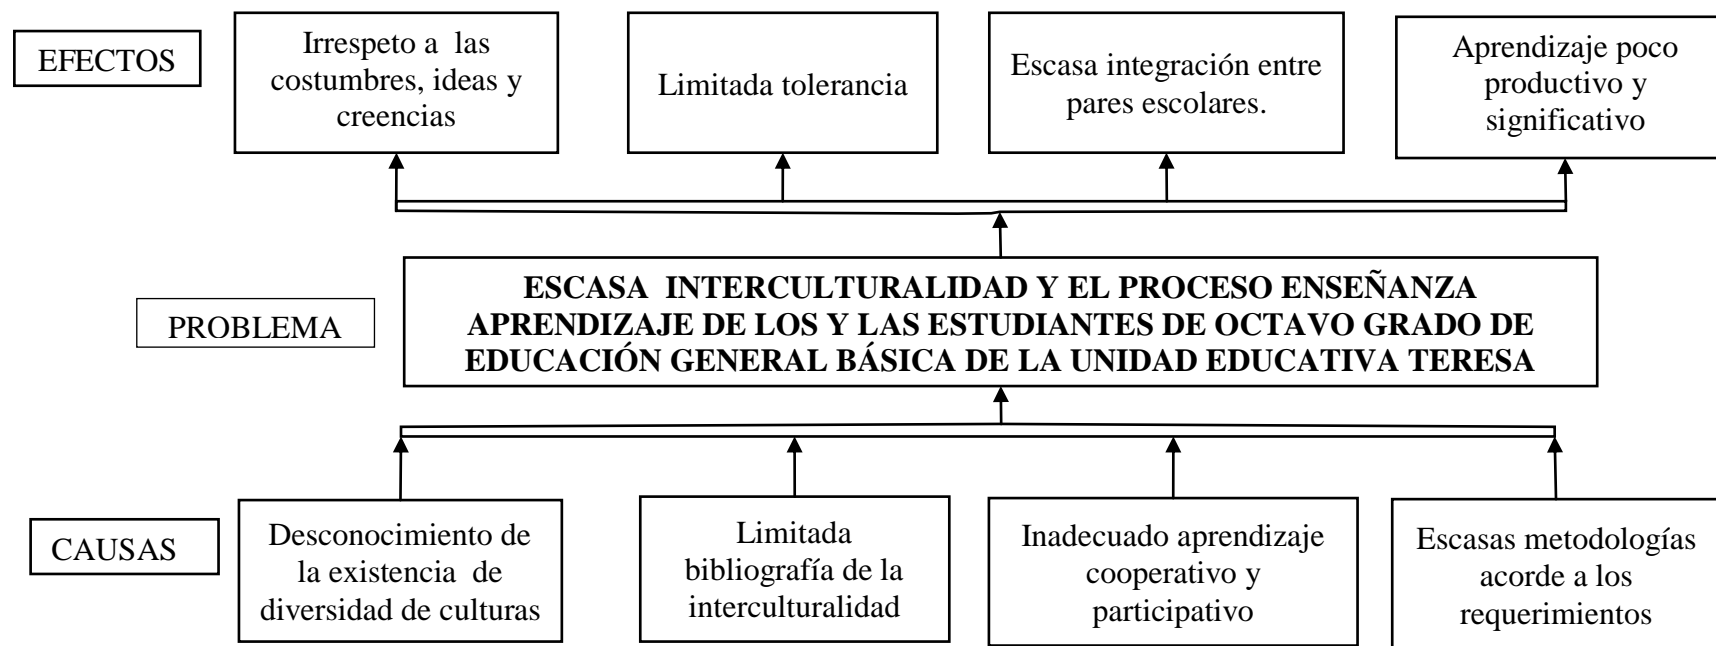 EFECTOS
Irrespeto a las
costumbres, ideas y
creencias
Limitada tolerancia
Escasa integración entre
pares escolares.
Aprendizaje poco
productivo y
significativo
PROBLEMA
ESCASA INTERCULTURALIDAD Y EL PROCESO ENSEÑANZA
APRENDIZAJE DE LOS Y LAS ESTUDIANTES DE OCTAVO GRADO DE
EDUCACIÓN GENERAL BÁSICA DE LA UNIDAD EDUCATIVA TERESA
CAUSAS
Desconocimiento de
la existencia de
diversidad de culturas
Limitada
bibliografía de la
interculturalidad
Inadecuado aprendizaje
cooperativo y
participativo
Escasas metodologías
acorde a los
requerimientos